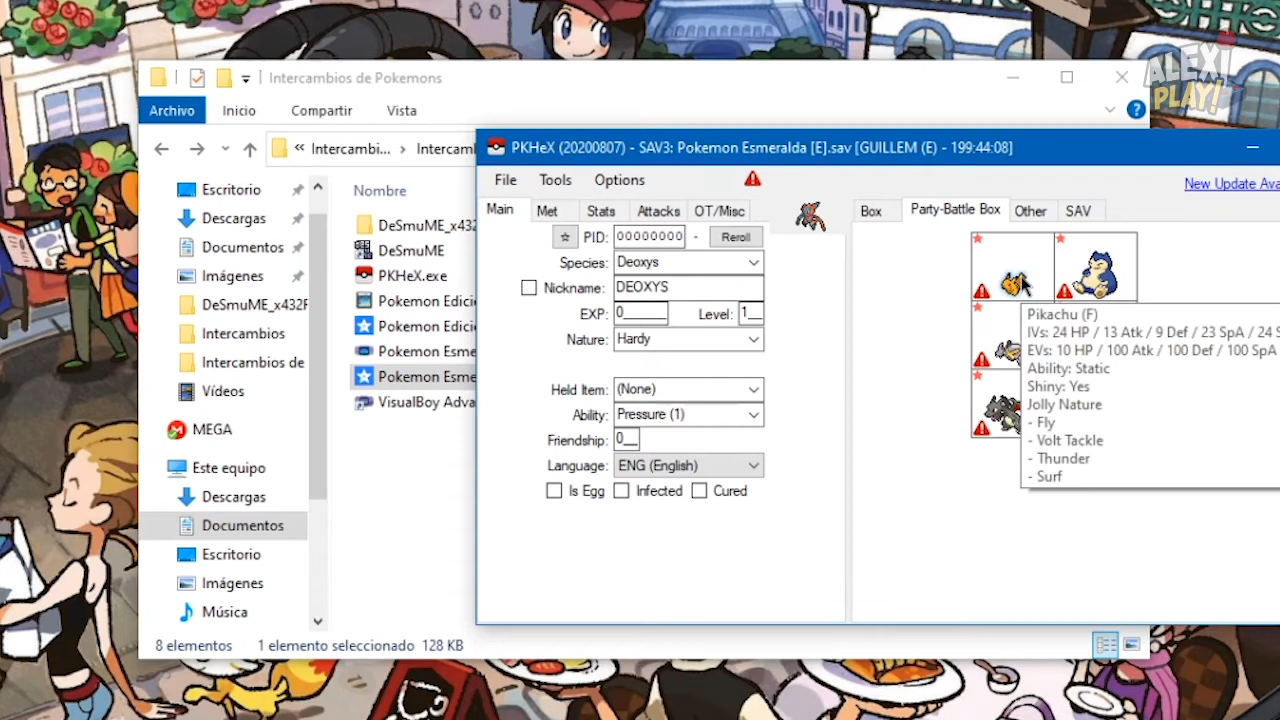 Intercambios de Pokemons
ALEXI
PLAY!
Archivo Inicio Compartir Vista
« Intercambi... › Intercam
PKHeX (20200807) - SAV3: Pokemon Esmeralda [E].sav [GUILLEM (E) - 199:44:08]
File Tools Options
New Update Ava
Nombre
Escritorio
Descargas
Documentos
Imágenes
DeSmuME_x432R
Intercambios
Intercambios de
Vídeos
MEGA
Este equipo
Descargas
Documentos
Escritorio
Imágenes
Música
DeSmuME_x432
DeSmuME
PKHeX.exe
Pokemon Edici
Pokemon Edici
Pokemon Esme
Pokemon Esme
VisualBoy Adva
Main Met Stats Attacks OT/Misc
PID: 00000000 - Reroll
Species: Deoxys
Nickname: DEOXYS
EXP: 0 Level: 1
Nature: Hardy
Held Item: (None)
Ability: Pressure (1)
Friendship: 0
Language: ENG (English)
Is Egg Infected Cured
Box Party-Battle Box Other SAV
Pikachu (F)
IVs: 24 HP / 13 Atk / 9 Def / 23 SpA / 24 S
EVs: 10 HP / 100 Atk / 100 Def / 100 SpA
Ability: Static
Shiny: Yes
Jolly Nature
- Fly
- Volt Tackle
- Thunder
- Surf
8 elementos 1 elemento seleccionado 128 KB